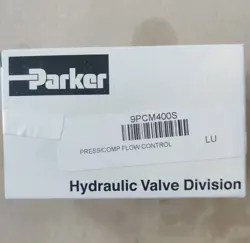 Parker
9PCM400S
PRESS/COMP FLOW CONTROL
LU
Hydraulic Valve Division